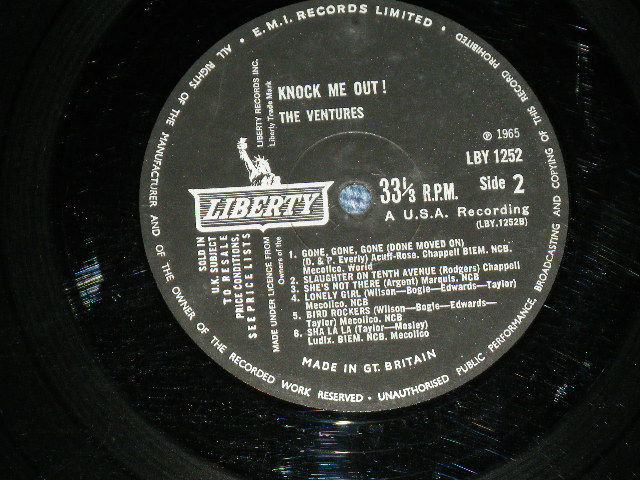 E.M.I. RECORDS LIMITED
ALL RIGHTS OF THE MANUFACTURER AND OF THE OWNER OF THE RECORDED WORK RESERVED • UNAUTHORISED PUBLIC PERFORMANCE, BROADCASTING AND COPYING OF THIS RECORD PROHIBITED
LIBERTY RECORDS INC.
Liberty Trade Mark
KNOCK ME OUT!
THE VENTURES
℗ 1965
LBY 1252
LIBERTY
33⅓ R.P.M.
Side 2
A U.S.A. Recording
(LBY.1252B)
SOLD IN
U.K. SUBJECT
TO RESALE
PRICE CONDITIONS,
SEE PRICE LISTS
MADE UNDER LICENCE FROM
Owners of the
1. GONE, GONE, GONE (DONE MOVED ON)
(D. & P. Everly) Acuff-Rose. Chappell BIEM. NCB.
Mecolico. World
2. SLAUGHTER ON TENTH AVENUE (Rodgers) Chappell
3. SHE'S NOT THERE (Argent) Marquis. NCB
4. LONELY GIRL (Wilson—Bogle—Edwards—Taylor)
Mecolico. NCB
5. BIRD ROCKERS (Wilson—Bogle—Edwards—
Taylor) Mecolico. NCB
6. SHA LA LA (Taylor—Mosley)
Ludix. BIEM. NCB. Mecolico
MADE IN GT. BRITAIN